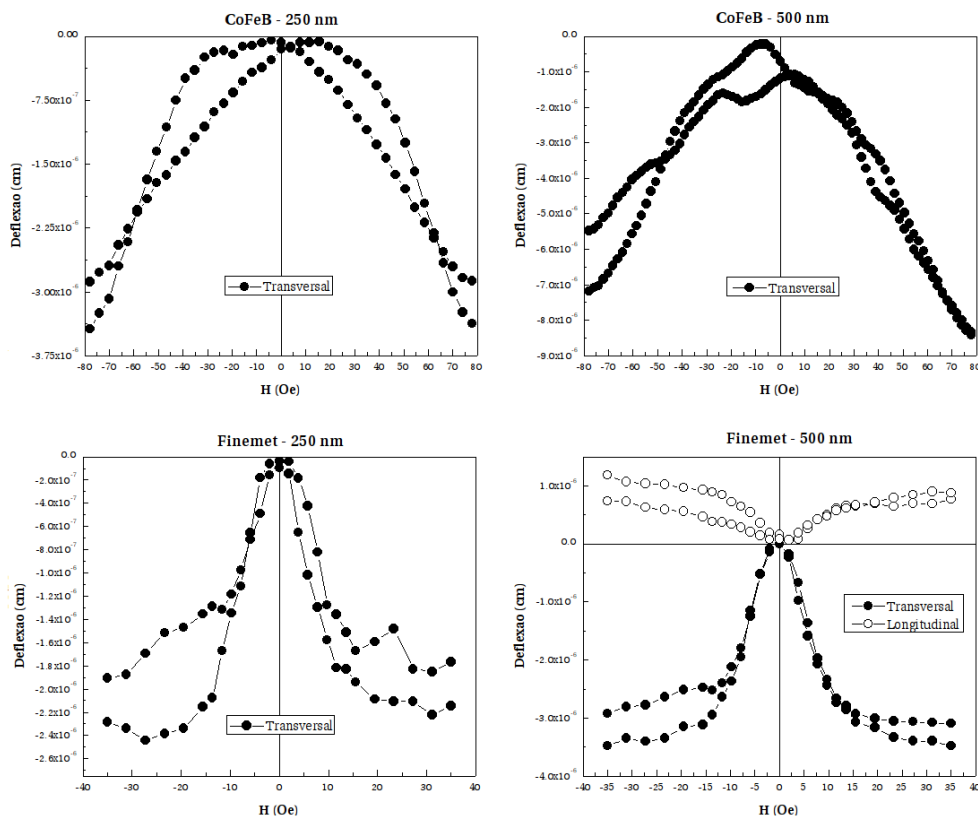 CoFeB - 250 nm
0.00
-7.50x10⁻⁷
-1.50x10⁻⁶
-2.25x10⁻⁶
-3.00x10⁻⁶
-3.75x10⁻⁶
Deflexao (cm)
Transversal
-80 -70 -60 -50 -40 -30 -20 -10 0 10 20 30 40 50 60 70 80
H (Oe)
CoFeB - 500 nm
0.0
-1.0x10⁻⁶
-2.0x10⁻⁶
-3.0x10⁻⁶
-4.0x10⁻⁶
-5.0x10⁻⁶
-6.0x10⁻⁶
-7.0x10⁻⁶
-8.0x10⁻⁶
-9.0x10⁻⁶
Deflexao (cm)
Transversal
-80 -70 -60 -50 -40 -30 -20 -10 0 10 20 30 40 50 60 70 80
H (Oe)
Finemet - 250 nm
0.0
-2.0x10⁻⁷
-4.0x10⁻⁷
-6.0x10⁻⁷
-8.0x10⁻⁷
-1.0x10⁻⁶
-1.2x10⁻⁶
-1.4x10⁻⁶
-1.6x10⁻⁶
-1.8x10⁻⁶
-2.0x10⁻⁶
-2.2x10⁻⁶
-2.4x10⁻⁶
-2.6x10⁻⁶
Deflexao (cm)
Transversal
-40 -30 -20 -10 0 10 20 30 40
H (Oe)
Finemet - 500 nm
1.0x10⁻⁶
0.0
-1.0x10⁻⁶
-2.0x10⁻⁶
-3.0x10⁻⁶
-4.0x10⁻⁶
Deflexao (cm)
Transversal
Longitudinal
-40 -35 -30 -25 -20 -15 -10 -5 0 5 10 15 20 25 30 35 40
H (Oe)